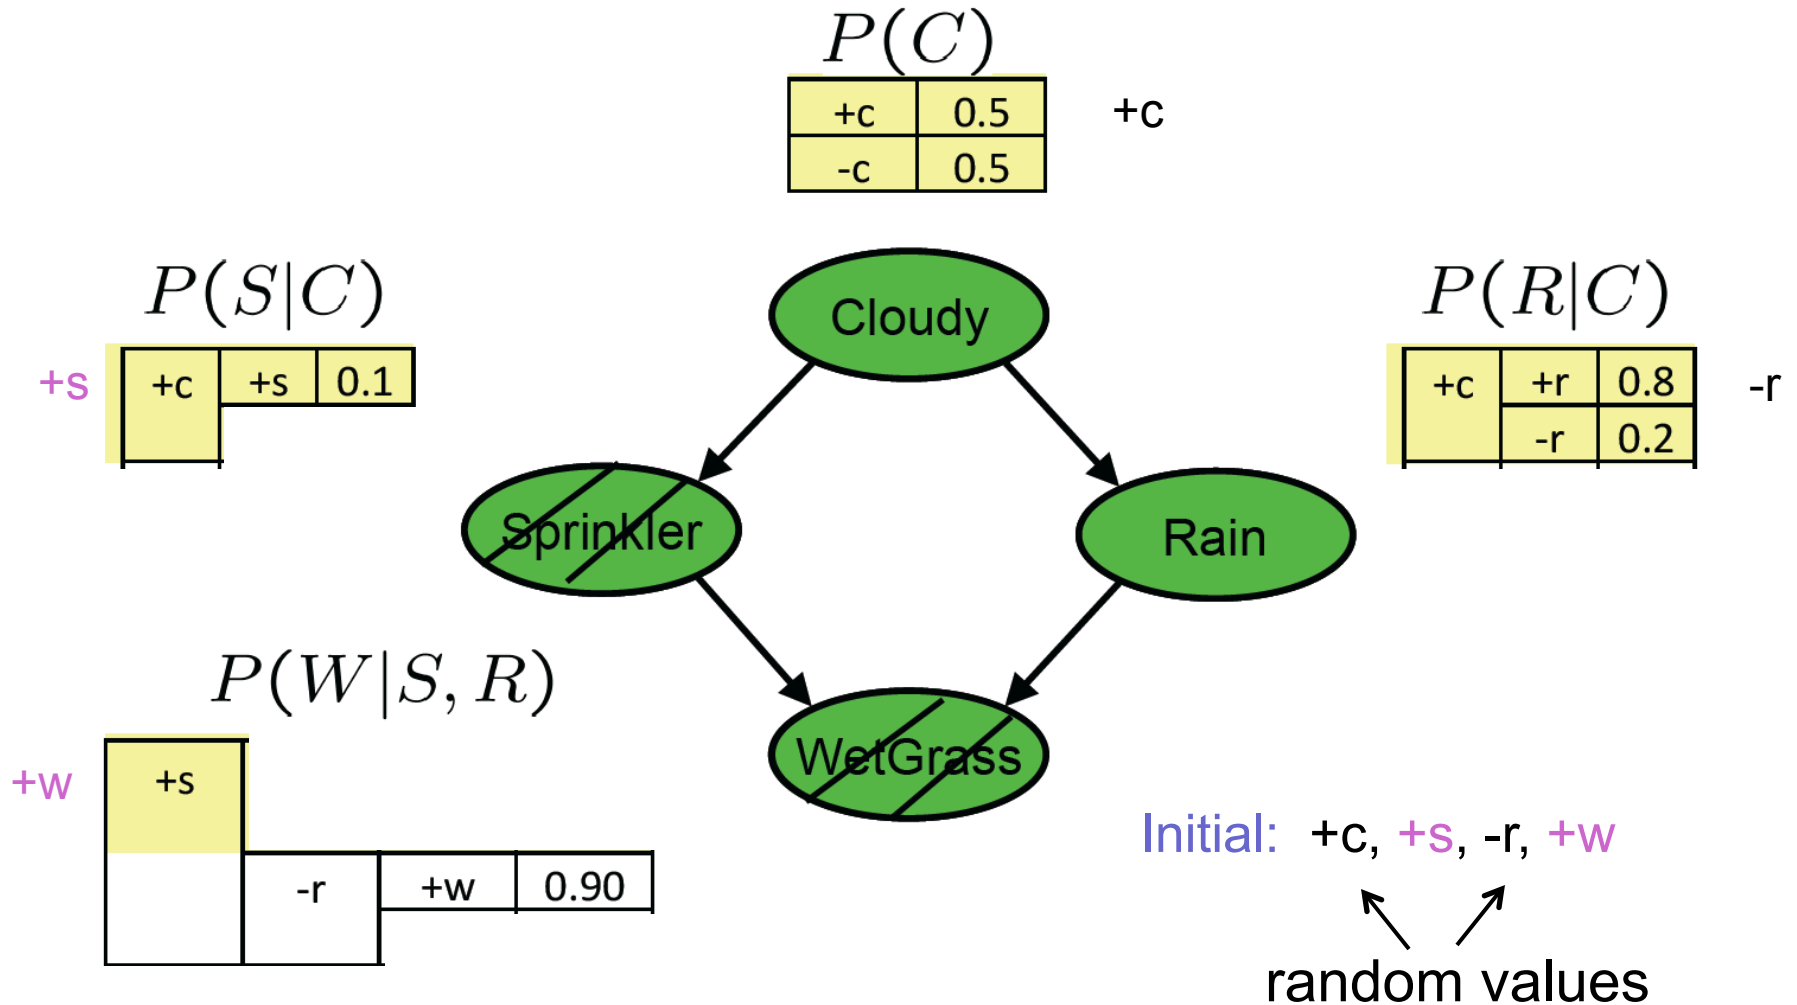 P(C)
+c 0.5
-c 0.5
+c
P(S|C)
+s
+c +s 0.1
Cloudy
P(R|C)
+c +r 0.8
-r 0.2
-r
Sprinkler
Rain
P(W|S, R)
+w
+s
-r +w 0.90
WetGrass
Initial: +c, +s, -r, +w
random values